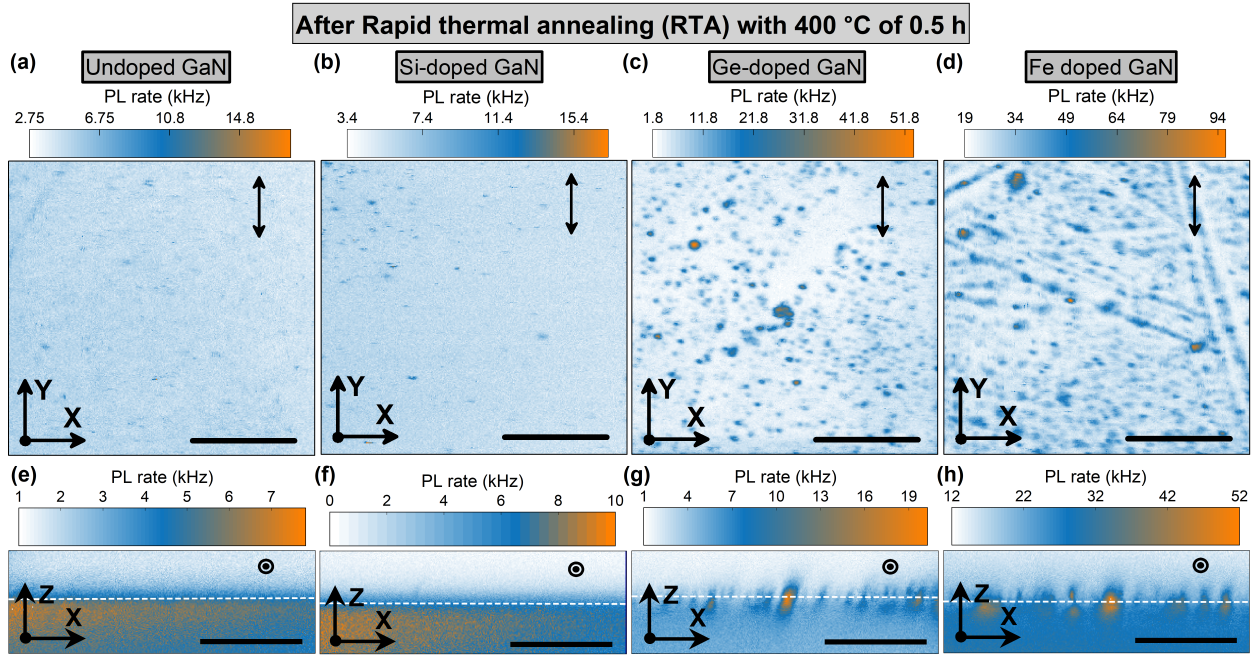 After Rapid thermal annealing (RTA) with 400 °C of 0.5 h
(a) Undoped GaN
PL rate (kHz)
2.75 6.75 10.8 14.8
Y
X
(b) Si-doped GaN
PL rate (kHz)
3.4 7.4 11.4 15.4
Y
X
(c) Ge-doped GaN
PL rate (kHz)
1.8 11.8 21.8 31.8 41.8 51.8
Y
X
(d) Fe doped GaN
PL rate (kHz)
19 34 49 64 79 94
Y
X
(e) PL rate (kHz)
1 2 3 4 5 6 7
Z
X
(f) PL rate (kHz)
0 2 4 6 8 10
Z
X
(g) PL rate (kHz)
1 4 7 10 13 16 19
Z
X
(h) PL rate (kHz)
12 22 32 42 52
Z
X